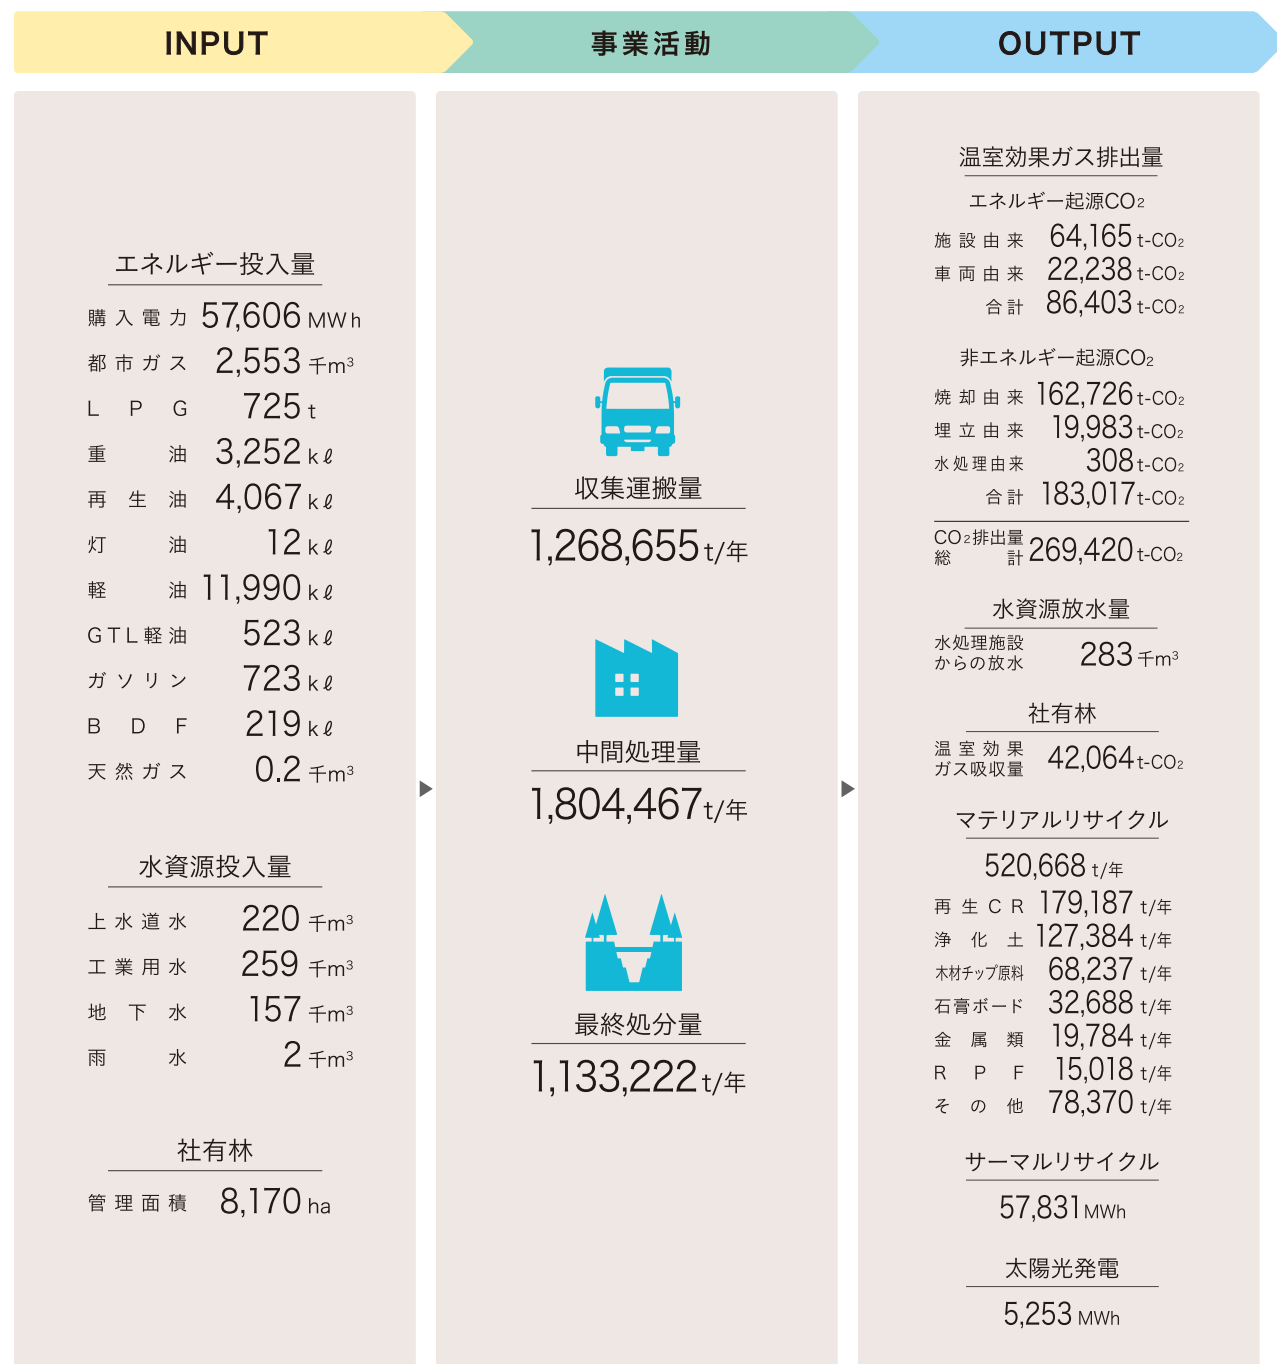 INPUT
事業活動
OUTPUT
エネルギー投入量
購入電力 57,606 MWh
都市ガス 2,553 千m³
LPG 725 t
重油 3,252 kℓ
再生油 4,067 kℓ
灯油 12 kℓ
軽油 11,990 kℓ
GTL軽油 523 kℓ
ガソリン 723 kℓ
BDF 219 kℓ
天然ガス 0.2 千m³
水資源投入量
上水道水 220 千m³
工業用水 259 千m³
地下水 157 千m³
雨水 2 千m³
社有林
管理面積 8,170 ha
収集運搬量
1,268,655 t/年
中間処理量
1,804,467 t/年
最終処分量
1,133,222 t/年
温室効果ガス排出量
エネルギー起源CO₂
施設由来 64,165 t-CO₂
車両由来 22,238 t-CO₂
合計 86,403 t-CO₂
非エネルギー起源CO₂
焼却由来 162,726 t-CO₂
埋立由来 19,983 t-CO₂
水処理由来 308 t-CO₂
合計 183,017 t-CO₂
CO₂排出量
総計 269,420 t-CO₂
水資源放水量
水処理施設
からの放水 283 千m³
社有林
温室効果
ガス吸収量 42,064 t-CO₂
マテリアルリサイクル
520,668 t/年
再生CR 179,187 t/年
浄化土 127,384 t/年
木材チップ原料 68,237 t/年
石膏ボード 32,688 t/年
金属類 19,784 t/年
RPF 15,018 t/年
その他 78,370 t/年
サーマルリサイクル
57,831 MWh
太陽光発電
5,253 MWh